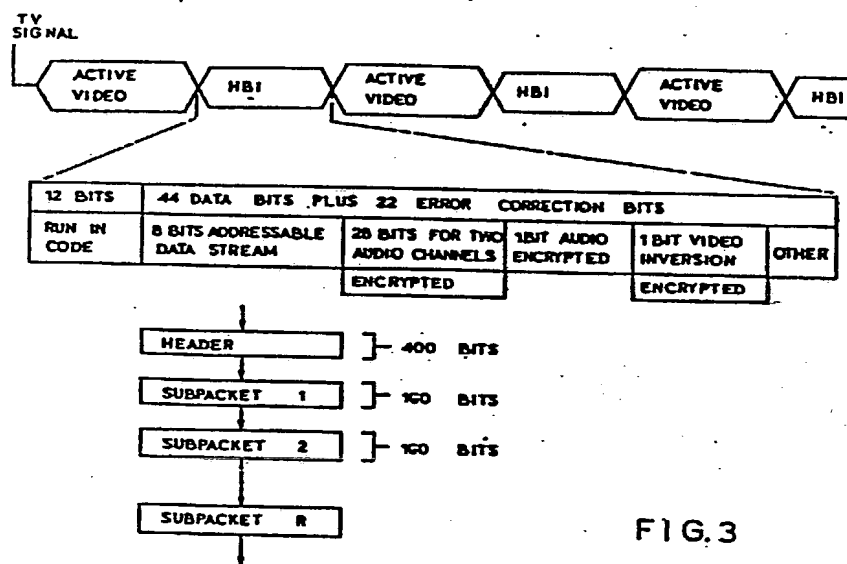 TV
SIGNAL
ACTIVE
VIDEO
HBI
ACTIVE
VIDEO
HBI
ACTIVE
VIDEO
HBI
12 BITS
44 DATA BITS PLUS 22 ERROR CORRECTION BITS
RUN IN
CODE
8 BITS ADDRESSABLE
DATA STREAM
28 BITS FOR TWO
AUDIO CHANNELS
ENCRYPTED
1BIT AUDIO
ENCRYPTED
1 BIT VIDEO
INVERSION
ENCRYPTED
OTHER
HEADER
400 BITS
SUBPACKET 1
160 BITS
SUBPACKET 2
160 BITS
SUBPACKET R
FIG.3